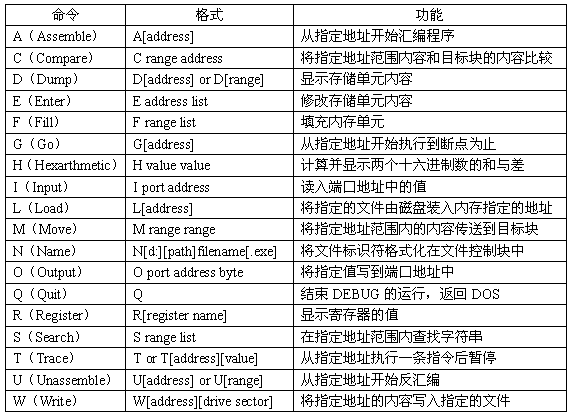 命令 格式 功能
A（Assemble） A[address] 从指定地址开始汇编程序
C（Compare） C range address 将指定地址范围内容和目标块的内容比较
D（Dump） D[address] or D[range] 显示存储单元内容
E（Enter） E address list 修改存储单元内容
F（Fill） F range list 填充内存单元
G（Go） G[address] 从指定地址开始执行到断点为止
H（Hexarthmetic） H value value 计算并显示两个十六进制数的和与差
I（Input） I port address 读入端口地址中的值
L（Load） L[address] 将指定的文件由磁盘装入内存指定的地址
M（Move） M range range 将指定地址范围内的内容传送到目标块
N（Name） N[d:][path]filename[.exe] 将文件标识符格式化在文件控制块中
O（Output） O port address byte 将指定值写到端口地址中
Q（Quit） Q 结束 DEBUG 的运行，返回 DOS
R（Register） R[register name] 显示寄存器的值
S（Search） S range list 在指定地址范围内查找字符串
T（Trace） T or T[address][value] 从指定地址执行一条指令后暂停
U（Unassemble） U[address] or U[range] 从指定地址开始反汇编
W（Write） W[address][drive sector] 将指定地址的内容写入指定的文件